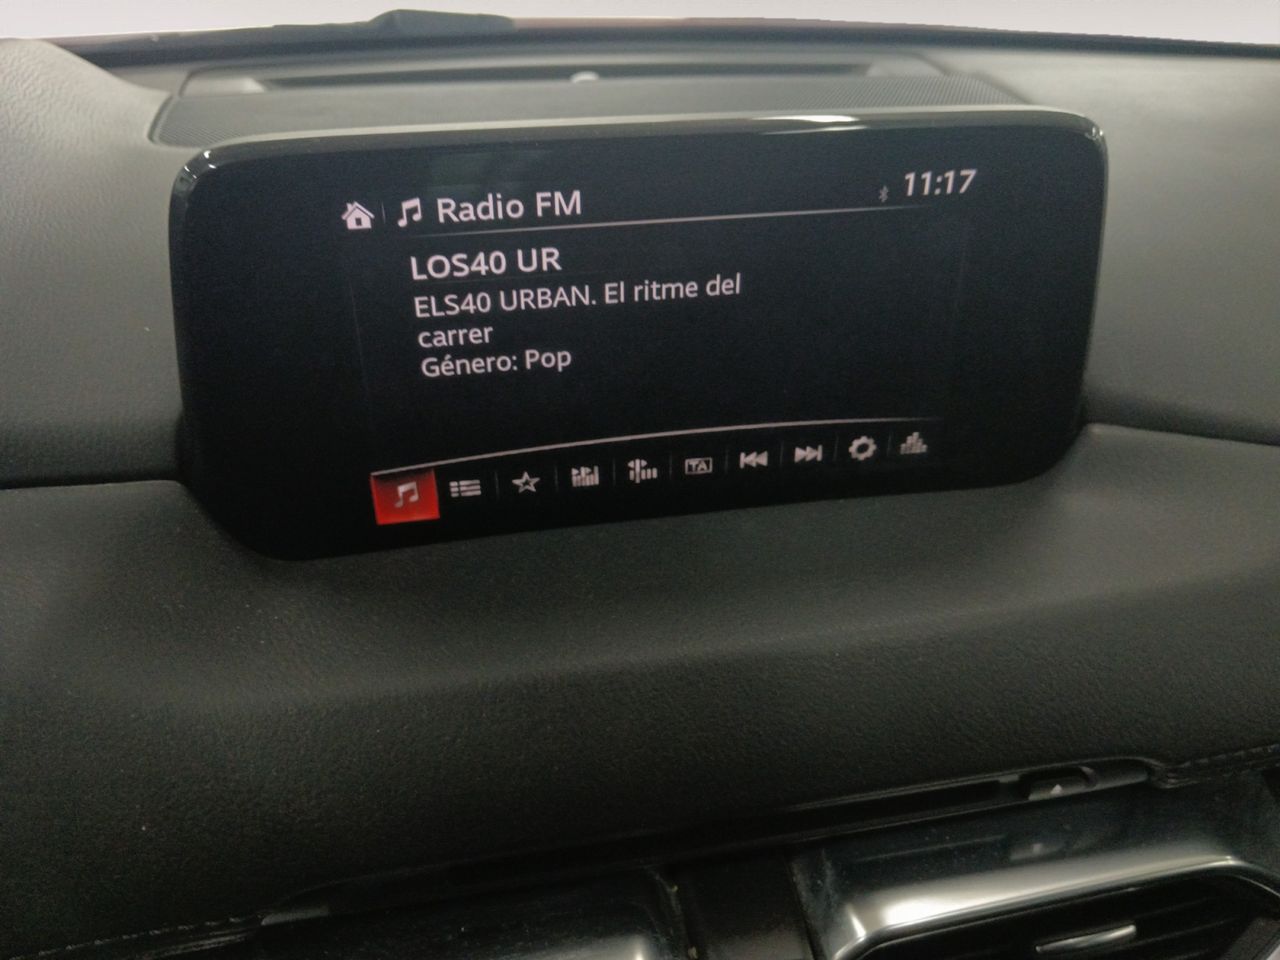 Radio FM
11:17
LOS40 UR
ELS40 URBAN. El ritme del
carrer
Género: Pop
TA